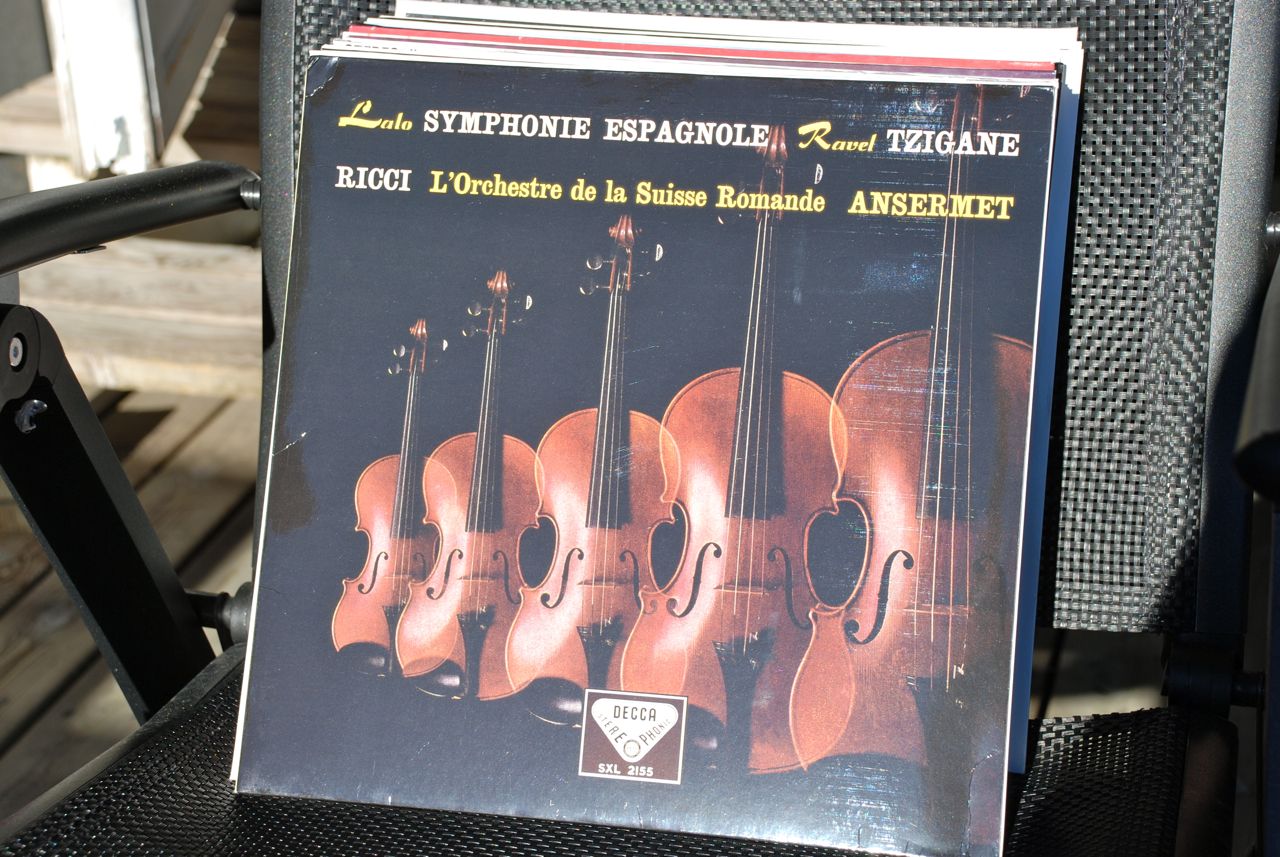 Lalo SYMPHONIE ESPAGNOLE Ravel TZIGANE
RICCI L'Orchestre de la Suisse Romande ANSERMET
DECCA
STEREOPHONIC
SXL 2155